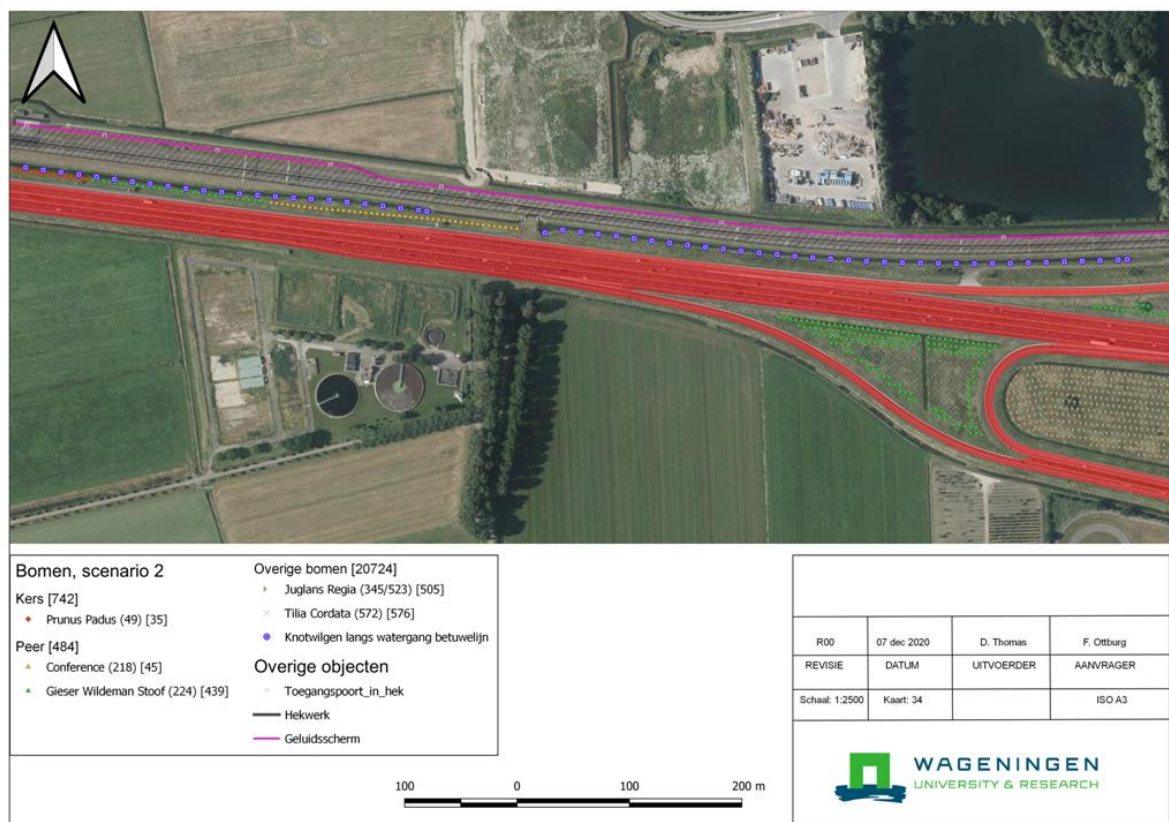 Bomen, scenario 2
Kers [742]
Prunus Padus (49) [35]
Peer [484]
Conference (218) [45]
Gieser Wildeman Stoof (224) [439]
Overige bomen [20724]
Juglans Regia (345/523) [505]
Tilia Cordata (572) [576]
Knotwilgen langs watergang betuwelijn
Overige objecten
Toegangspoort_in_hek
Hekwerk
Geluidsscherm
100 0 100 200 m
R00 07 dec 2020 D. Thomas F. Ottburg
REVISIE DATUM UITVOERDER AANVRAGER
Schaal: 1:2500 Kaart: 34 ISO A3
WAGENINGEN
UNIVERSITY & RESEARCH